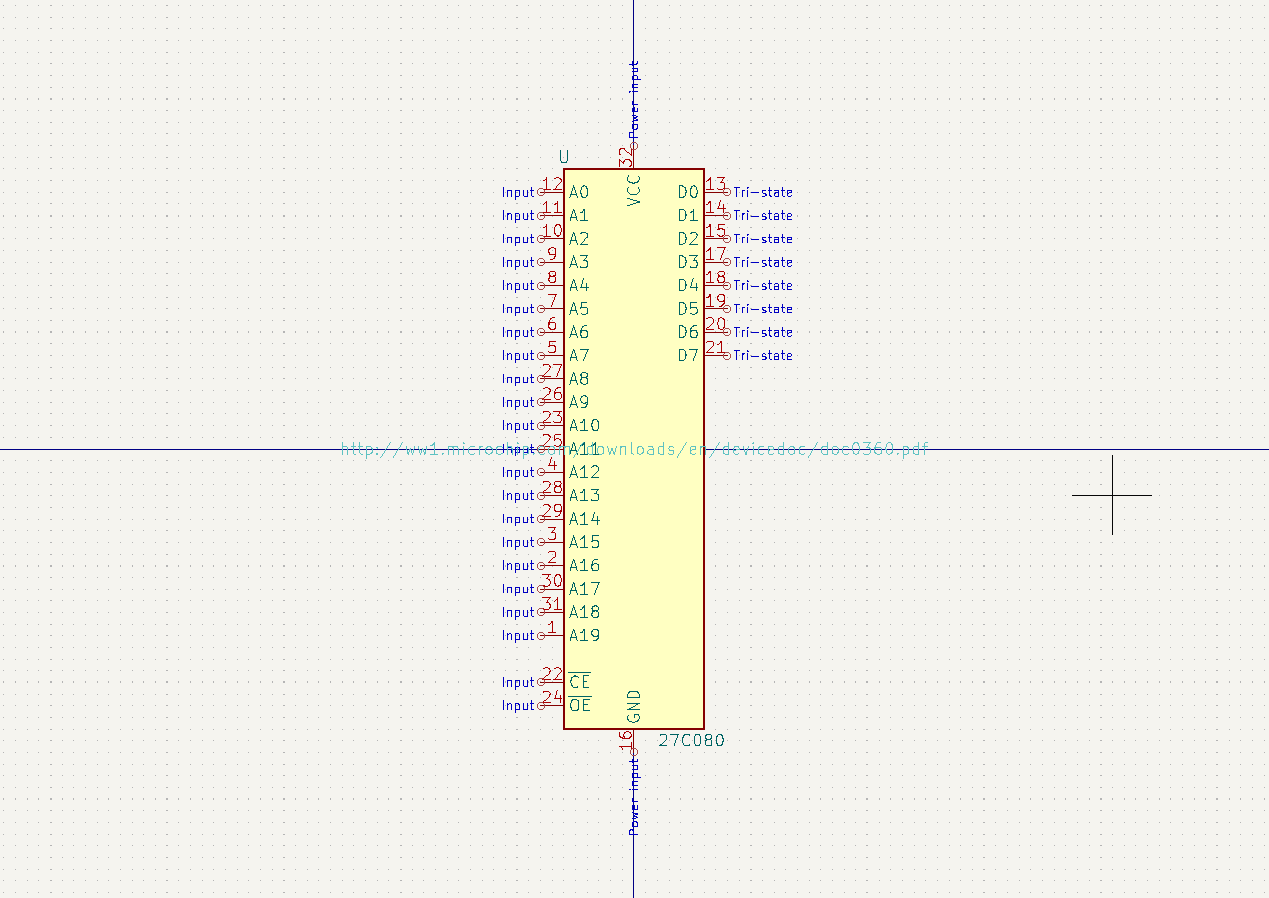 Power input
U
32
VCC
Input 12 A0 D0 13 Tri-state
Input 11 A1 D1 14 Tri-state
Input 10 A2 D2 15 Tri-state
Input 9 A3 D3 17 Tri-state
Input 8 A4 D4 18 Tri-state
Input 7 A5 D5 19 Tri-state
Input 6 A6 D6 20 Tri-state
Input 5 A7 D7 21 Tri-state
Input 27 A8
Input 26 A9
Input 23 A10
Input 25 A11
http://ww1.microchip.com/downloads/en/devicedoc/doc0360.pdf
Input 4 A12
Input 28 A13
Input 29 A14
Input 3 A15
Input 2 A16
Input 30 A17
Input 31 A18
Input 1 A19
Input 22 CE
Input 24 OE
GND
16
27C080
Power input